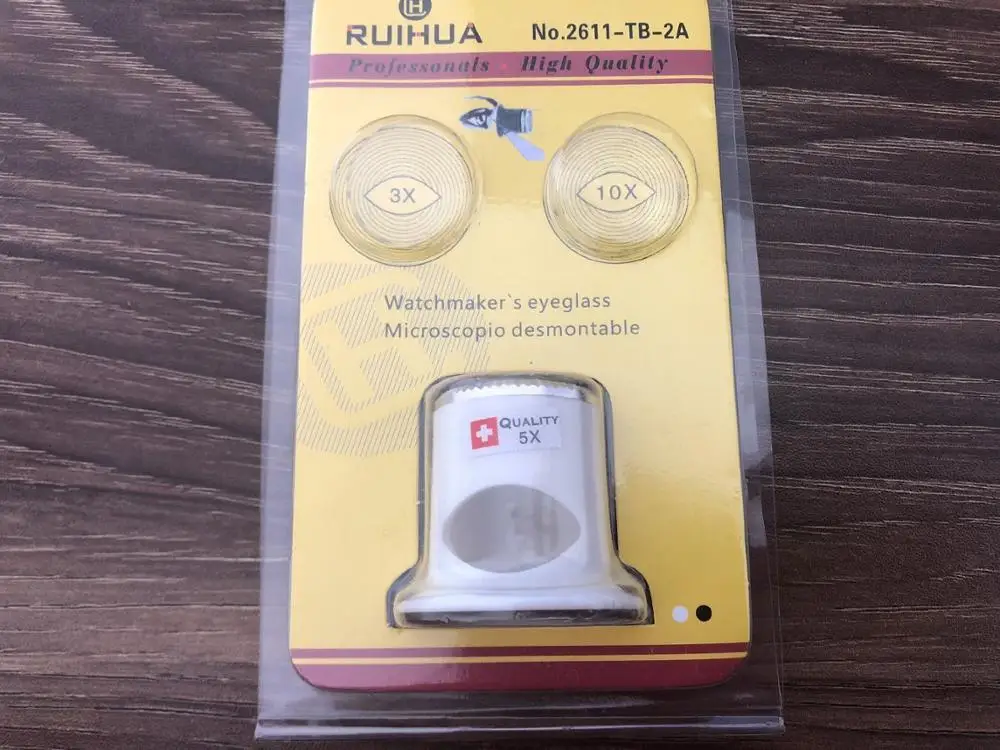 RUIHUA
No.2611-TB-2A
Professonals · High Quality
3X
10X
Watchmaker`s eyeglass
Microscopio desmontable
QUALITY
5X